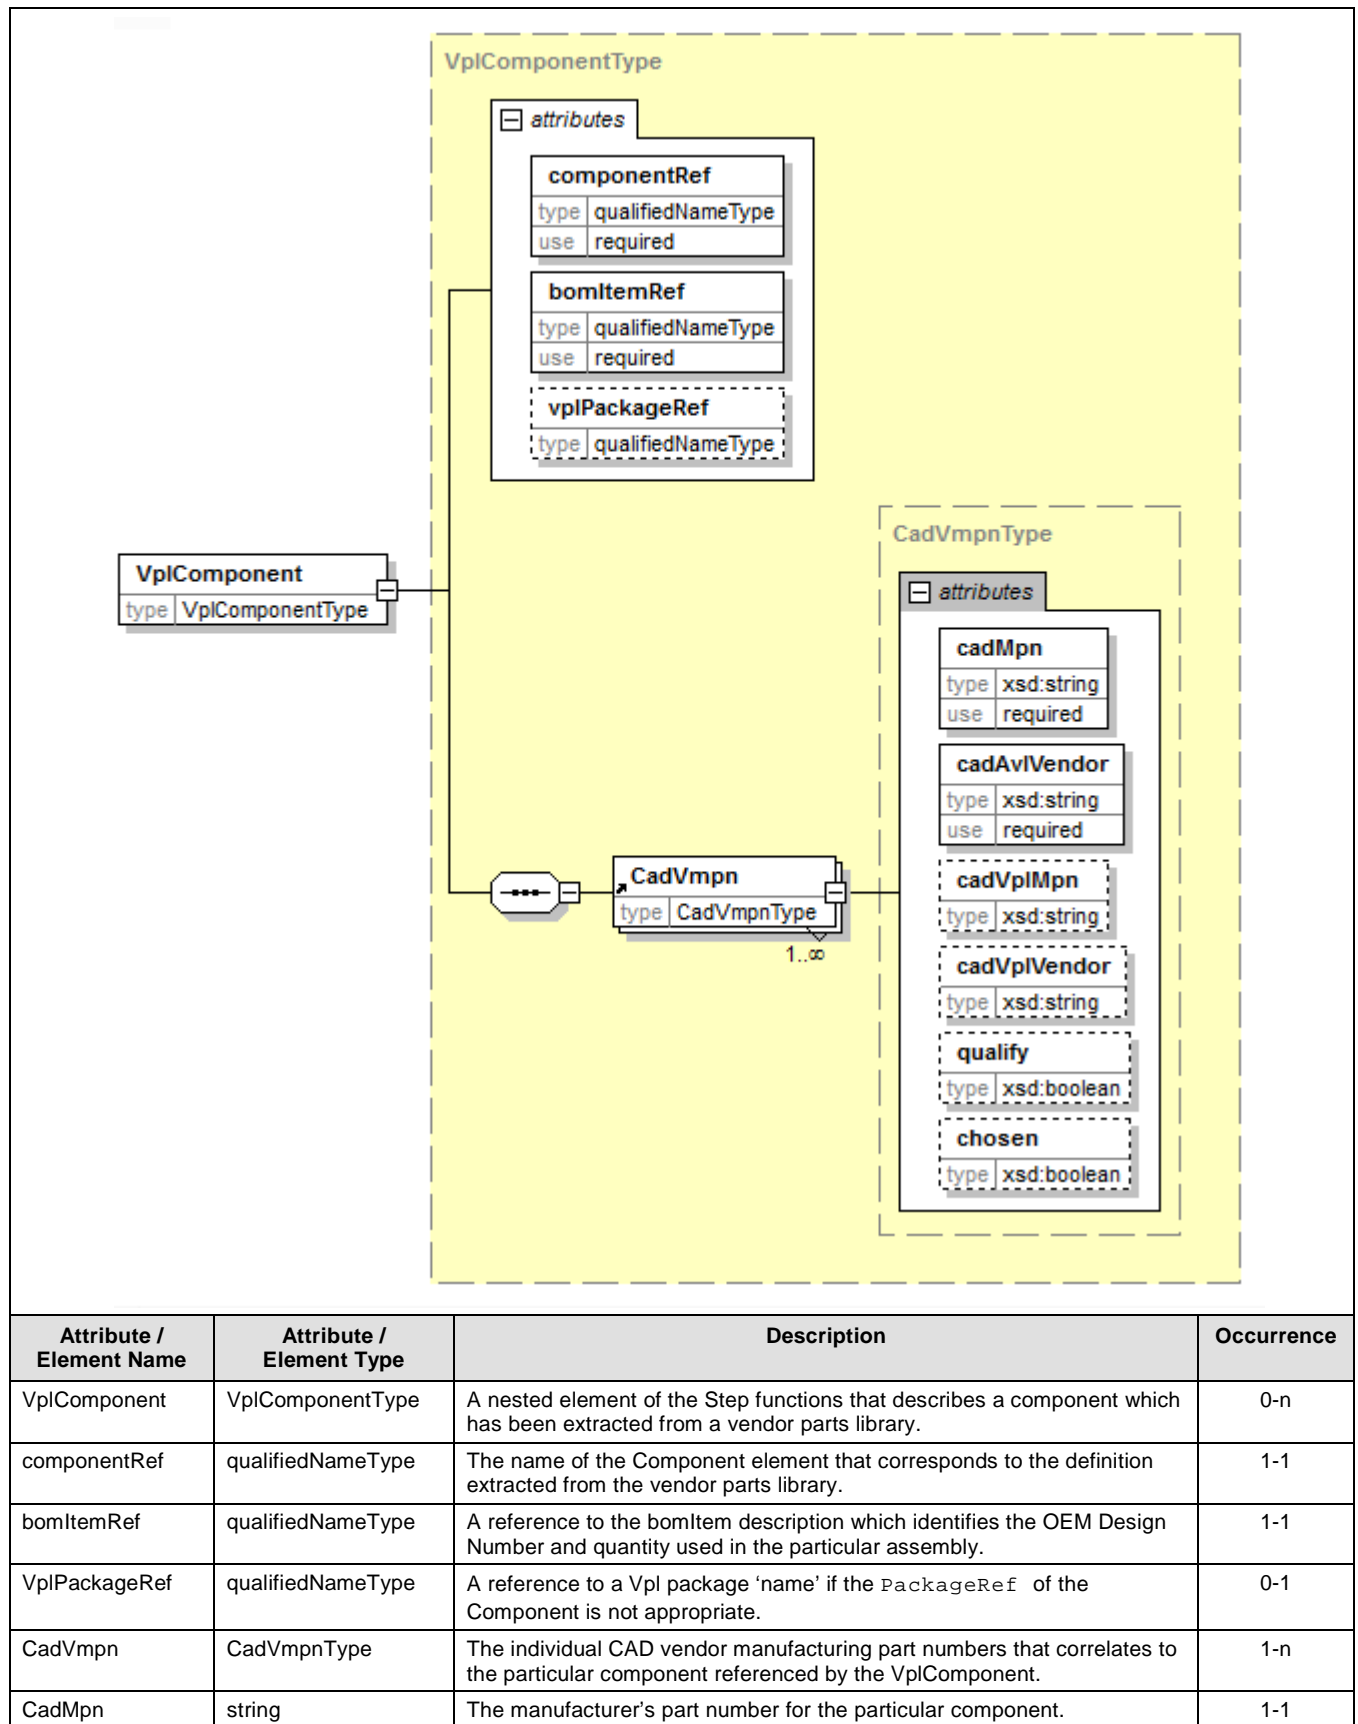 VplComponentType
attributes
componentRef
type qualifiedNameType
use required
bomItemRef
type qualifiedNameType
use required
vplPackageRef
type qualifiedNameType
VplComponent
type VplComponentType
CadVmpn
type CadVmpnType
1..∞
CadVmpnType
attributes
cadMpn
type xsd:string
use required
cadAvlVendor
type xsd:string
use required
cadVplMpn
type xsd:string
cadVplVendor
type xsd:string
qualify
type xsd:boolean
chosen
type xsd:boolean
Attribute / Element Name Attribute / Element Type Description Occurrence
VplComponent VplComponentType A nested element of the Step functions that describes a component which 0-n
has been extracted from a vendor parts library.
componentRef qualifiedNameType The name of the Component element that corresponds to the definition 1-1
extracted from the vendor parts library.
bomItemRef qualifiedNameType A reference to the bomItem description which identifies the OEM Design 1-1
Number and quantity used in the particular assembly.
VplPackageRef qualifiedNameType A reference to a Vpl package ‘name’ if the PackageRef of the 0-1
Component is not appropriate.
CadVmpn CadVmpnType The individual CAD vendor manufacturing part numbers that correlates to 1-n
the particular component referenced by the VplComponent.
CadMpn string The manufacturer’s part number for the particular component. 1-1